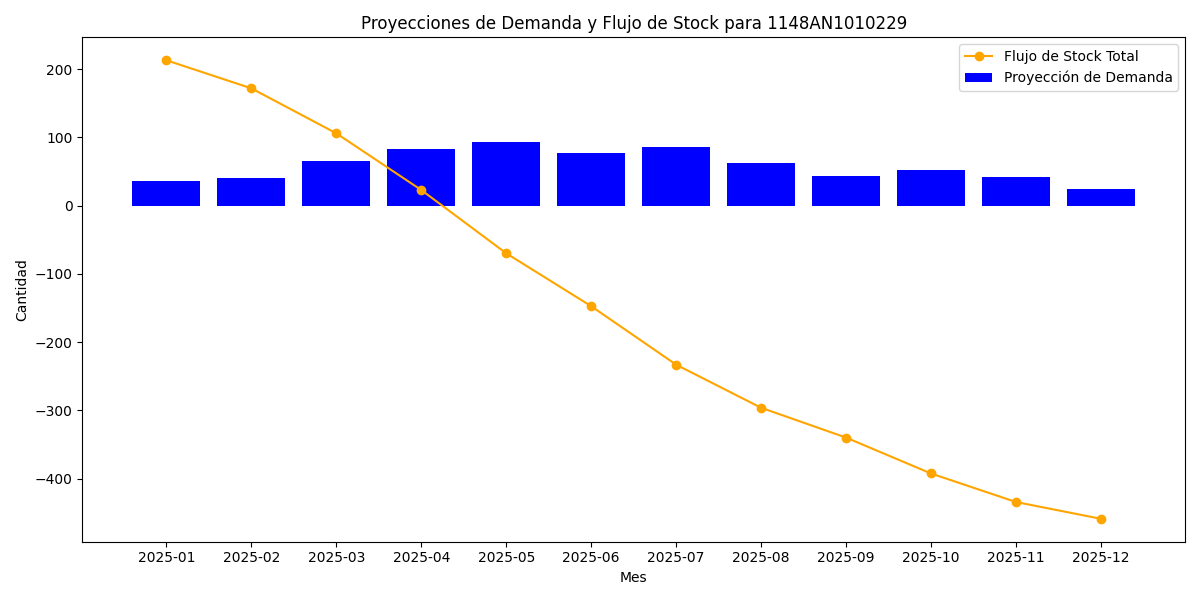 Proyecciones de Demanda y Flujo de Stock para 1148AN1010229
Flujo de Stock Total
Proyección de Demanda
Cantidad
200
100
0
−100
−200
−300
−400
2025-01 2025-02 2025-03 2025-04 2025-05 2025-06 2025-07 2025-08 2025-09 2025-10 2025-11 2025-12
Mes